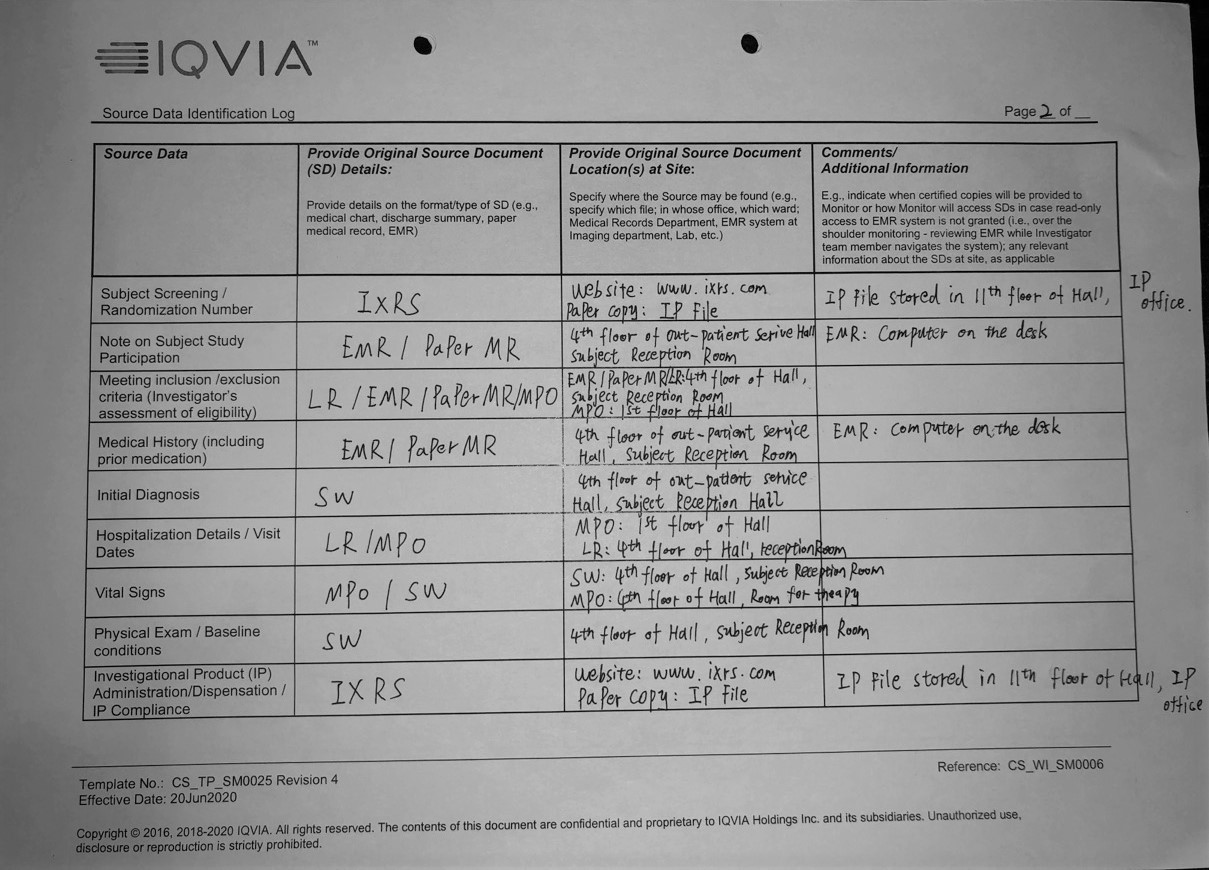 IQVIA™
Source Data Identification Log
Page 2 of __
Source Data
Provide Original Source Document
(SD) Details:
Provide details on the format/type of SD (e.g.,
medical chart, discharge summary, paper
medical record, EMR)
Provide Original Source Document
Location(s) at Site:
Specify where the Source may be found (e.g.,
specify which file; in whose office, which ward;
Medical Records Department, EMR system at
Imaging department, Lab, etc.)
Comments/
Additional Information
E.g., indicate when certified copies will be provided to
Monitor or how Monitor will access SDs in case read-only
access to EMR system is not granted (i.e., over the
shoulder monitoring - reviewing EMR while Investigator
team member navigates the system); any relevant
information about the SDs at site, as applicable
Subject Screening /
Randomization Number
IXRS
Website: www.ixrs.com
Paper copy: IP File
IP File stored in 11th floor of Hall, IP
office.
Note on Subject Study
Participation
EMR / Paper MR
4th floor of out-patient serive Hall
Subject Reception Room
EMR: Computer on the desk
Meeting inclusion /exclusion
criteria (Investigator's
assessment of eligibility)
LR / EMR / Paper MR/MPO
EMR/Paper MR/LR:4th floor of Hall,
Subject Reception Room
MPO: 1st floor of Hall
Medical History (including
prior medication)
EMR / Paper MR
4th floor of out-patient service
Hall, Subject Reception Room
EMR: Computer on the desk
Initial Diagnosis
SW
4th floor of out-patient service
Hall, Subject Reception Hall
Hospitalization Details / Visit
Dates
LR /MPO
MPO: 1st floor of Hall
LR: 4th floor of Hall, receptionRoom
Vital Signs
MPO / SW
SW: 4th floor of Hall, Subject Reception Room
MPO: 4th floor of Hall, Room for theapy
Physical Exam / Baseline
conditions
SW
4th floor of Hall, Subject Reception Room
Investigational Product (IP)
Administration/Dispensation /
IP Compliance
IXRS
Website: www.ixrs.com
Paper copy: IP File
IP File stored in 11th floor of Hall, IP
office
Template No.: CS_TP_SM0025 Revision 4
Effective Date: 20Jun2020
Reference: CS_WI_SM0006
Copyright © 2016, 2018-2020 IQVIA. All rights reserved. The contents of this document are confidential and proprietary to IQVIA Holdings Inc. and its subsidiaries. Unauthorized use,
disclosure or reproduction is strictly prohibited.